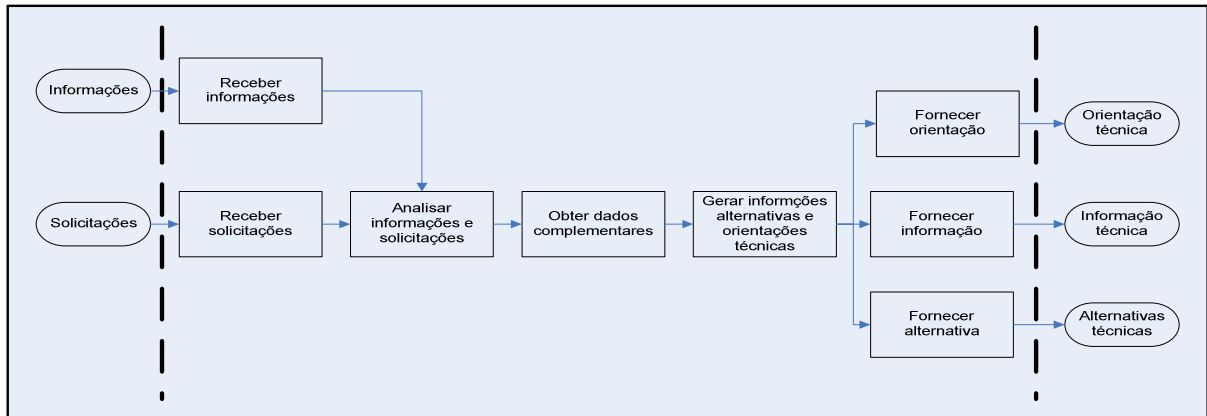 Informações
Receber
informações
Solicitações
Receber
solicitações
Analisar
informações e
solicitações
Obter dados
complementares
Gerar informções
alternativas e
orientações
técnicas
Fornecer
orientação
Orientação
técnica
Fornecer
informação
Informação
técnica
Fornecer
alternativa
Alternativas
técnicas